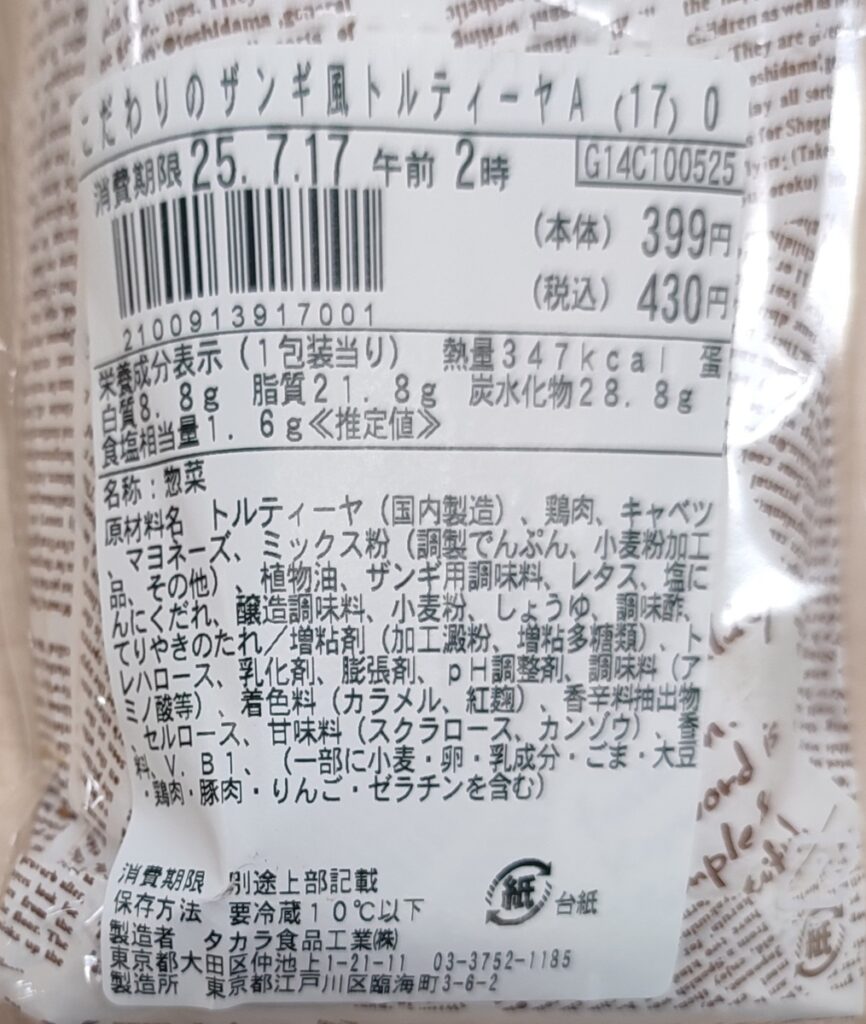 こだわりのザンギ風トルティーヤA (17) 0
消費期限 25. 7.17 午前 2時
G14C100525
(本体) 399円
(税込) 430円
2100913917001
栄養成分表示(1包装当り) 熱量347kcal 蛋
白質8.8g 脂質21.8g 炭水化物28.8g
食塩相当量1.6g≪推定値≫
名称:惣菜
原材料名 トルティーヤ(国内製造)、鶏肉、キャベツ
、マヨネーズ、ミックス粉(調製でんぷん、小麦粉加工
品、その他)、植物油、ザンギ用調味料、レタス、塩に
んにくだれ、醸造調味料、小麦粉、しょうゆ、調味酢、
てりやきのたれ/増粘剤(加工澱粉、増粘多糖類)、ト
レハロース、乳化剤、膨張剤、pH調整剤、調味料(ア
ミノ酸等)、着色料(カラメル、紅麹)、香辛料抽出物
、セルロース、甘味料(スクラロース、カンゾウ)、香
料、V.B1、(一部に小麦・卵・乳成分・ごま・大豆
・鶏肉・豚肉・りんご・ゼラチンを含む)
消費期限 別途上部記載
保存方法 要冷蔵10℃以下
紙 台紙
製造者 タカラ食品工業㈱
東京都大田区仲池上1-21-11 03-3752-1185
製造所 東京都江戸川区臨海町3-6-2